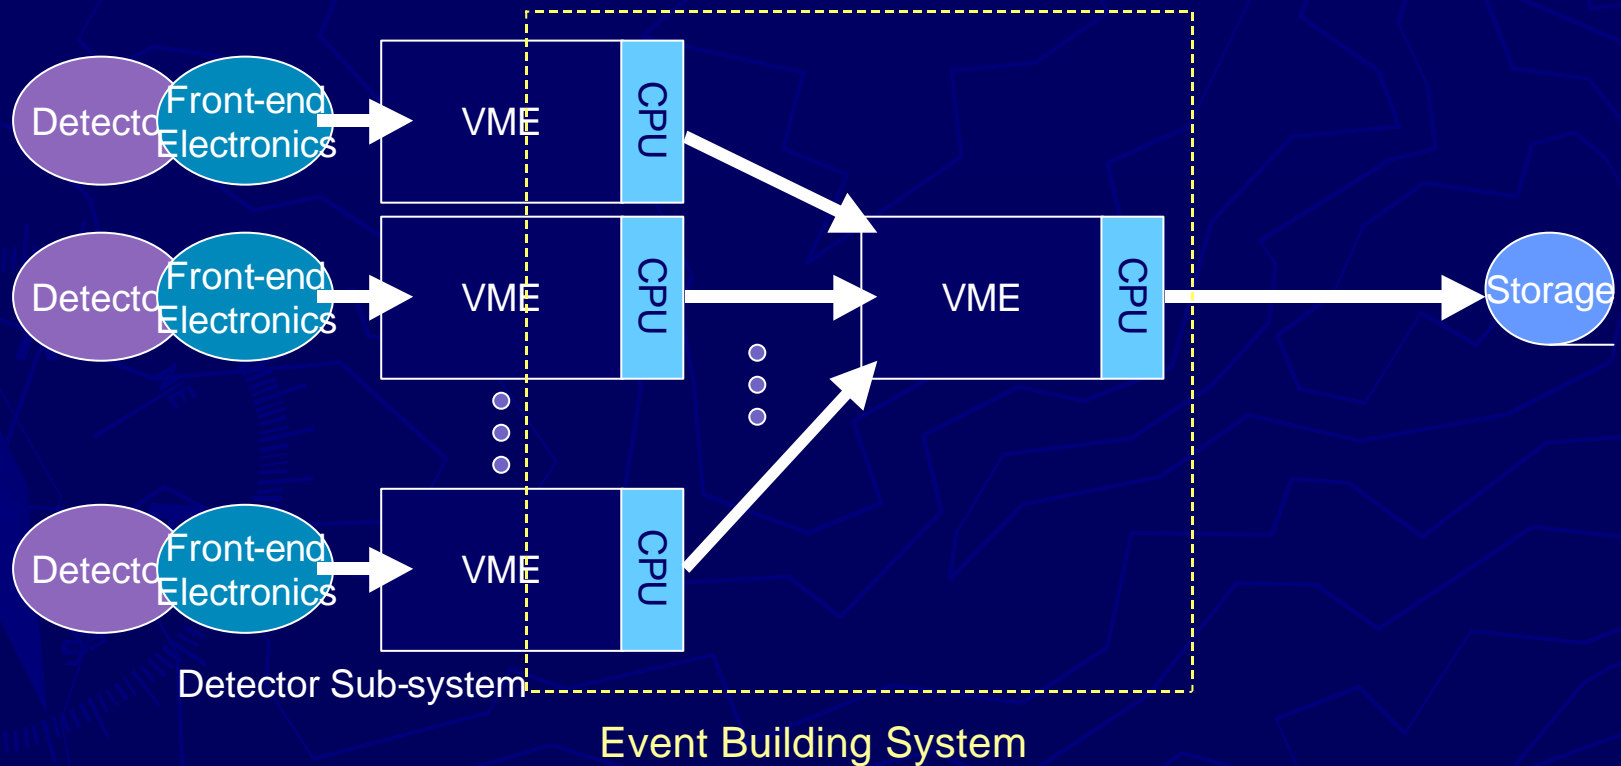 Detecto
Front-end
Electronics
VME
CPU
Detecto
Front-end
Electronics
VME
CPU
VME
CPU
Storage
Detecto
Front-end
Electronics
VME
CPU
Detector Sub-system
Event Building System